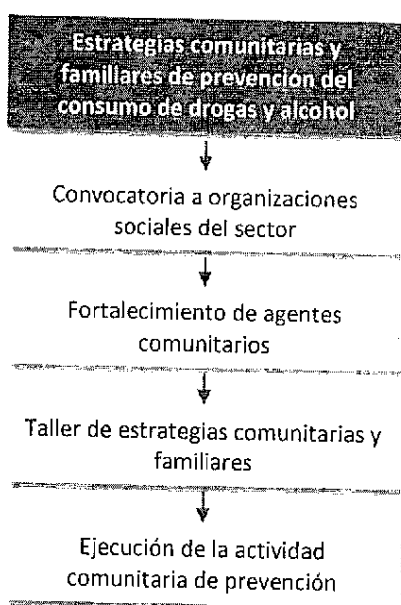 Estrategias comunitarias y
familiares de prevención del
consumo de drogas y alcohol
Convocatoria a organizaciones
sociales del sector
Fortalecimiento de agentes
comunitarios
Taller de estrategias comunitarias y
familiares
Ejecución de la actividad
comunitaria de prevención